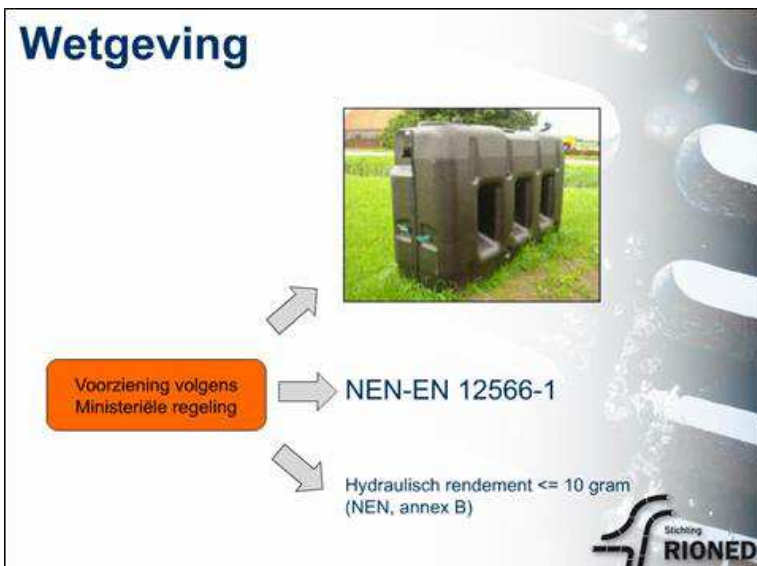 Wetgeving
Voorziening volgens
Ministeriële regeling
NEN-EN 12566-1
Hydraulisch rendement <= 10 gram
(NEN, annex B)
Stichting
RIONED